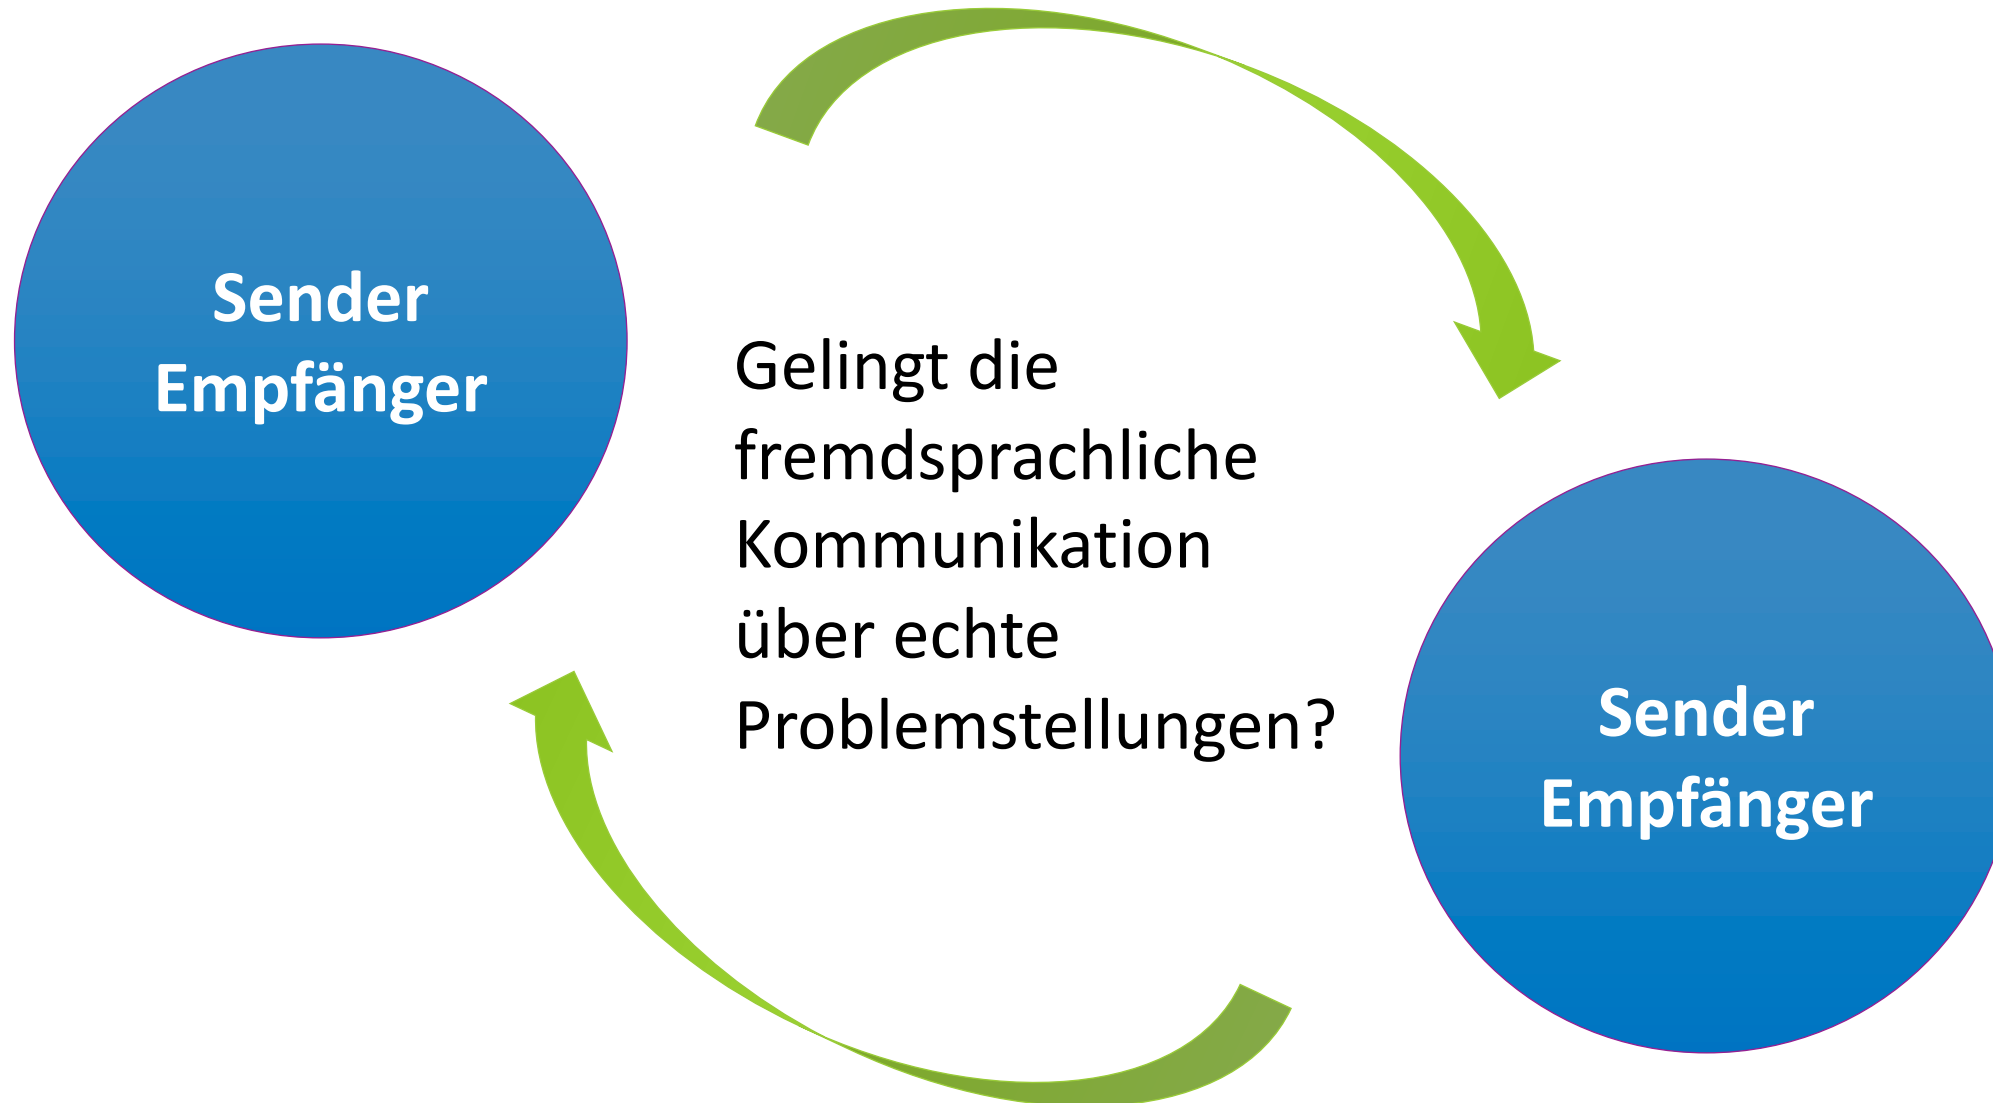 Sender
Empfänger
Gelingt die
fremdsprachliche
Kommunikation
über echte
Problemstellungen?
Sender
Empfänger